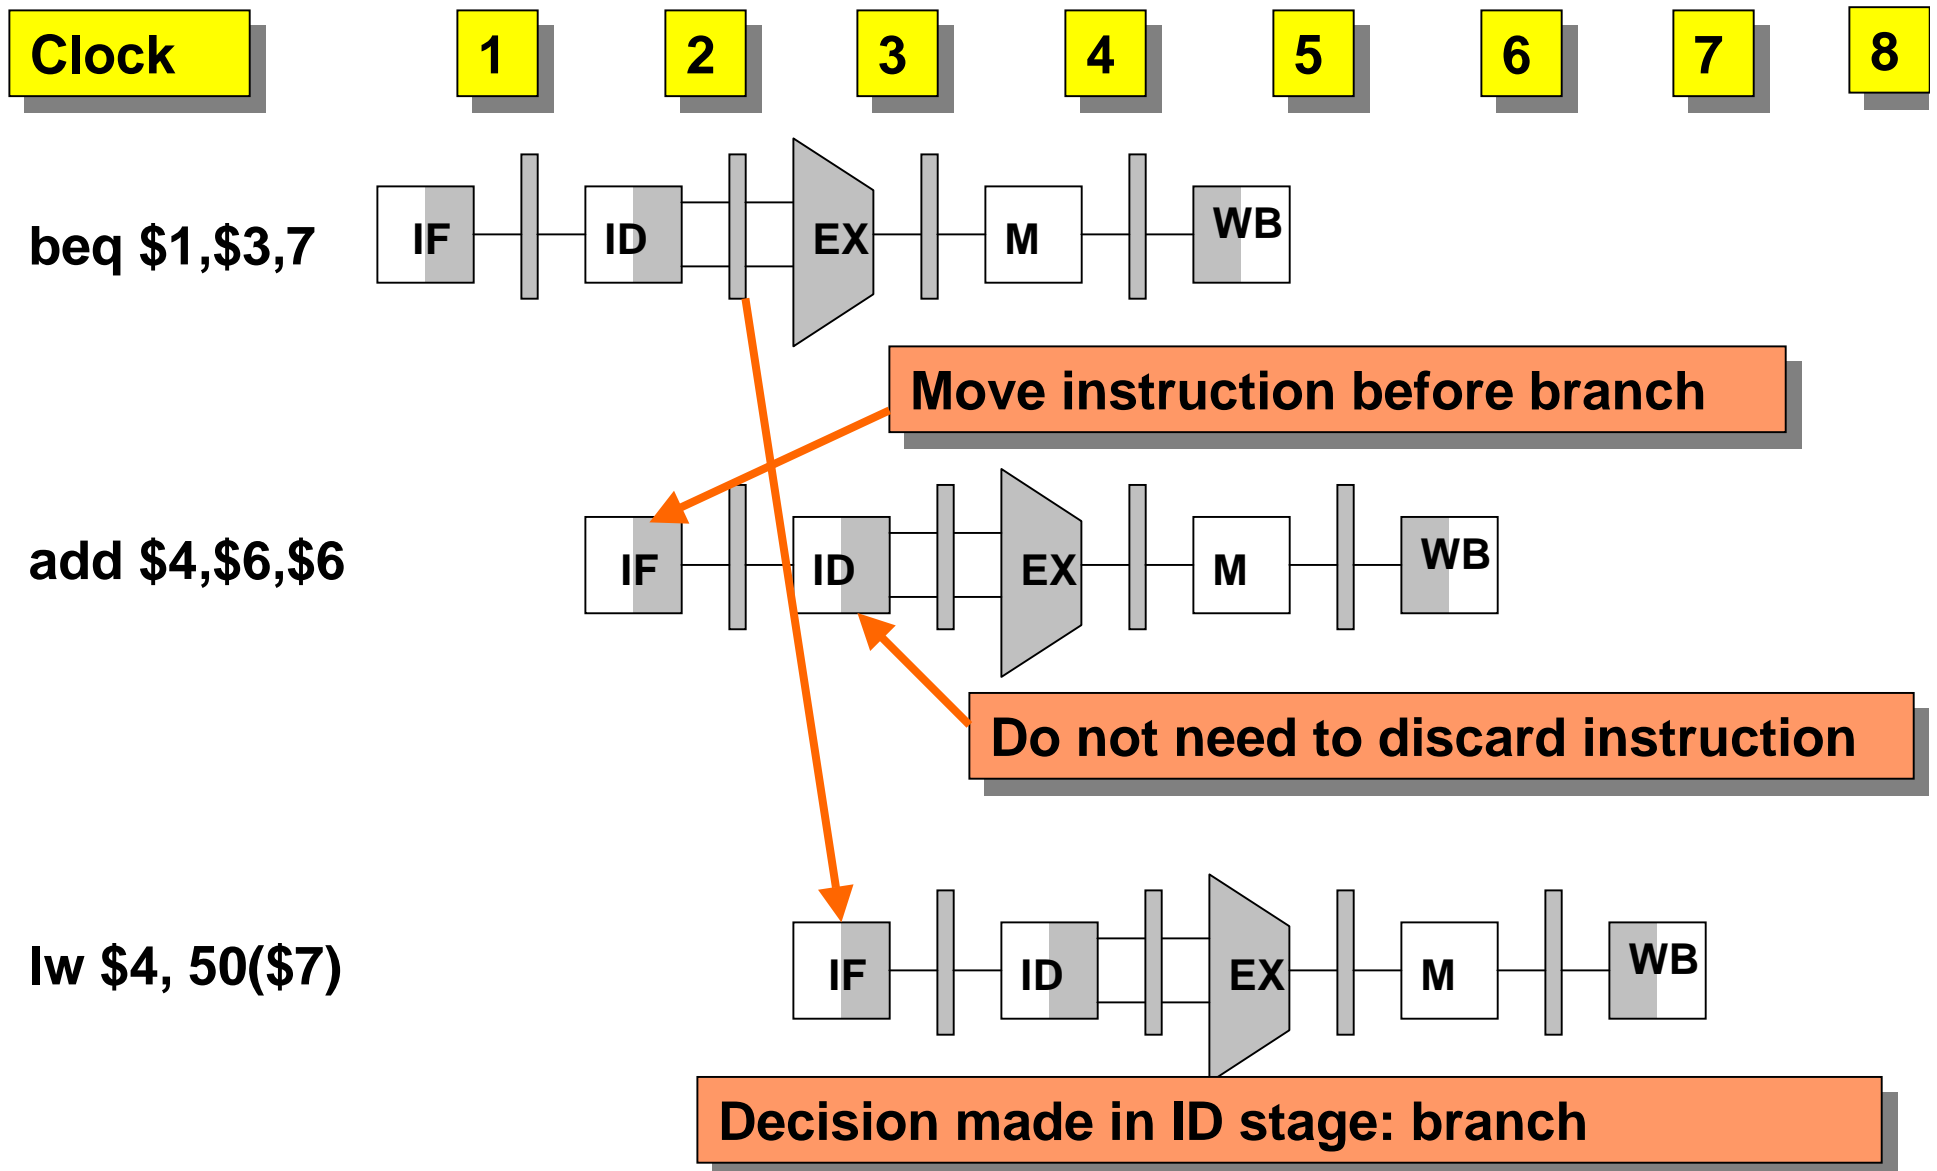 Clock 1 2 3 4 5 6 7 8
beq $1,$3,7 IF ID EX M WB
Move instruction before branch
add $4,$6,$6 IF ID EX M WB
Do not need to discard instruction
lw $4, 50($7) IF ID EX M WB
Decision made in ID stage: branch